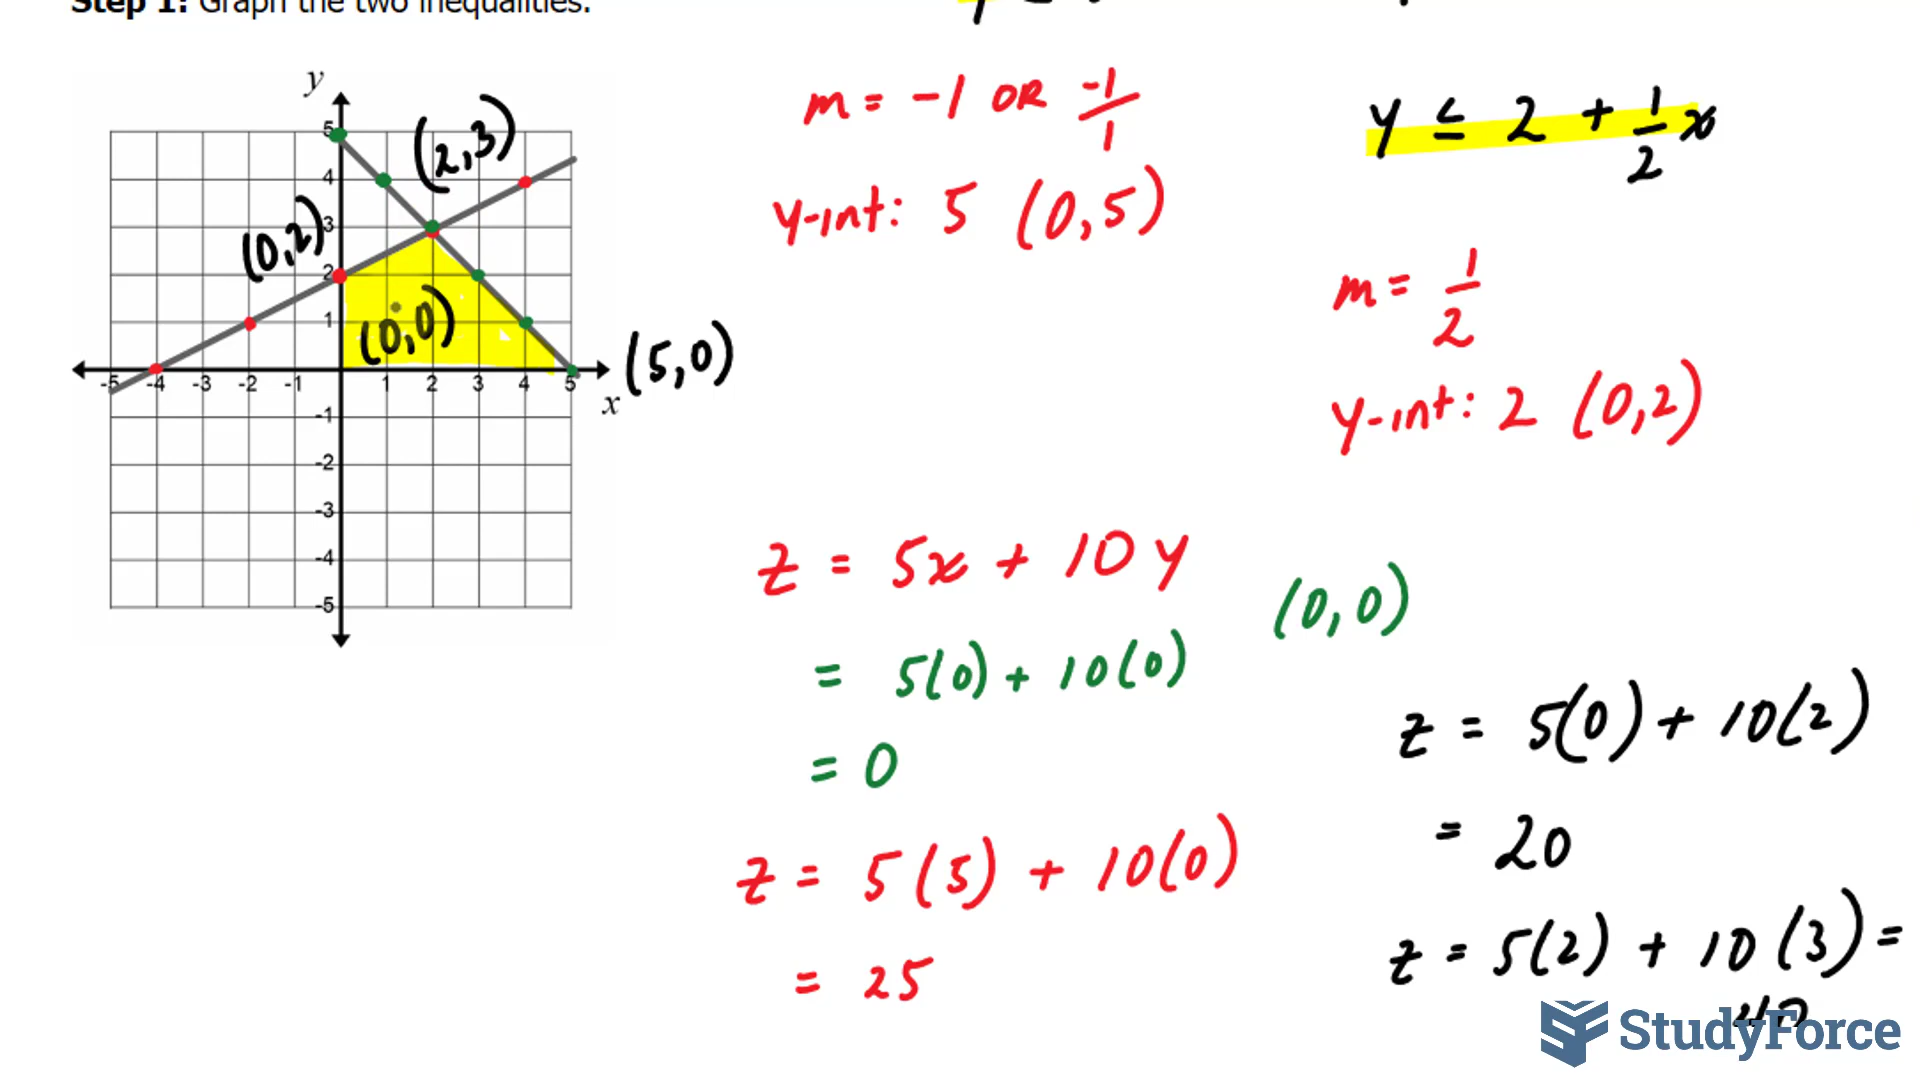 Step 1: Graph the two inequalities.
y ≤
m = -1 OR -1/1
y-int: 5 (0,5)
y ≤ 2 + 1/2 x
m = 1/2
y-int: 2 (0,2)
y
(2,3)
(0,2)
(0,0)
(5,0)
x
5
4
3
2
1
-5 -4 -3 -2 -1 1 2 3 4 5
-1
-2
-3
-4
-5
z = 5x + 10y
(0,0)
= 5(0) + 10(0)
= 0
z = 5(5) + 10(0)
= 25
z = 5(0) + 10(2)
= 20
z = 5(2) + 10(3) =
40
StudyForce